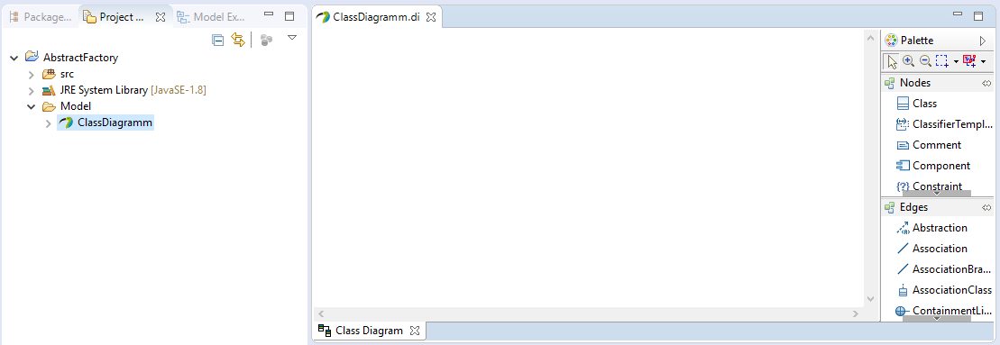 Package...
Project ...
Model Ex...
AbstractFactory
src
JRE System Library [JavaSE-1.8]
Model
ClassDiagramm
ClassDiagramm.di
Palette
Nodes
Class
ClassifierTempl...
Comment
Component
{?} Constraint
Edges
Abstraction
Association
AssociationBra...
AssociationClass
ContainmentLi...
Class Diagram